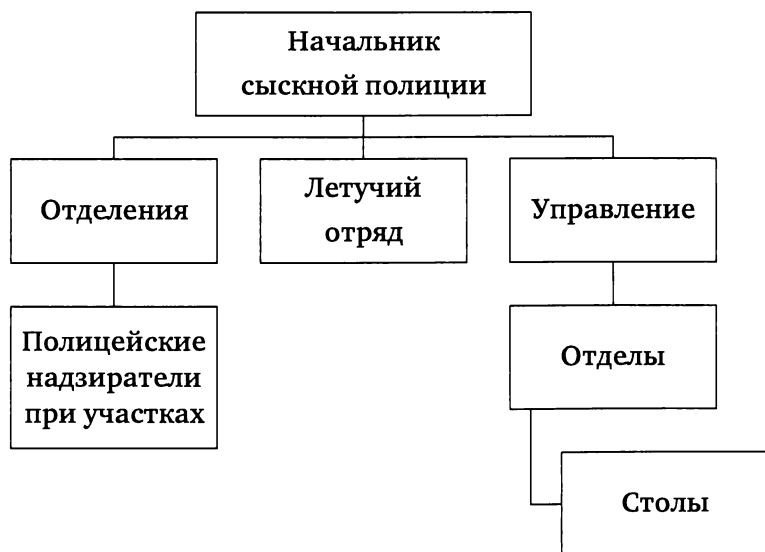 Начальник
сыскной полиции
Отделения
Летучий
отряд
Управление
Полицейские
надзиратели
при участках
Отделы
Столы